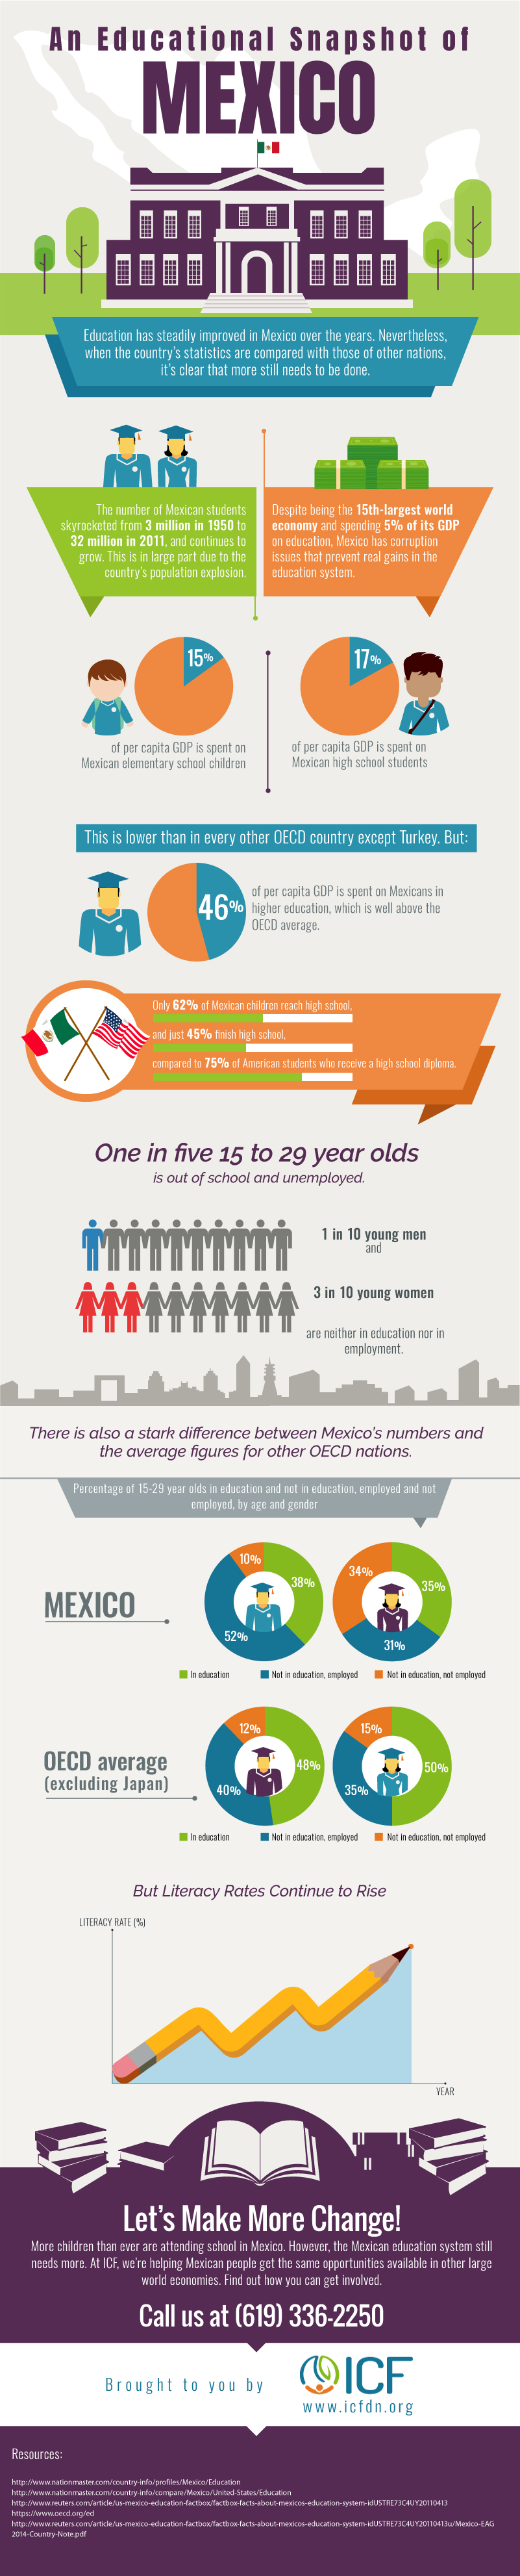 An Educational Snapshot of
MEXICO
Education has steadily improved in Mexico over the years. Nevertheless,
when the country's statistics are compared with those of other nations,
it's clear that more still needs to be done.
The number of Mexican students
skyrocketed from 3 million in 1950 to
32 million in 2011, and continues to
grow. This is in large part due to the
country's population explosion.
Despite being the 15th-largest world
economy and spending 5% of its GDP
on education, Mexico has corruption
issues that prevent real gains in the
education system.
15%
of per capita GDP is spent on
Mexican elementary school children
17%
of per capita GDP is spent on
Mexican high school students
This is lower than in every other OECD country except Turkey. But:
46%
of per capita GDP is spent on Mexicans in
higher education, which is well above the
OECD average.
Only 62% of Mexican children reach high school,
and just 45% finish high school,
compared to 75% of American students who receive a high school diploma.
One in five 15 to 29 year olds
is out of school and unemployed.
1 in 10 young men
and
3 in 10 young women
are neither in education nor in
employment.
There is also a stark difference between Mexico's numbers and
the average figures for other OECD nations.
Percentage of 15-29 year olds in education and not in education, employed and not
employed, by age and gender
MEXICO
10%
38%
52%
34%
35%
31%
In education
Not in education, employed
Not in education, not employed
OECD average
(excluding Japan)
12%
48%
40%
15%
50%
35%
In education
Not in education, employed
Not in education, not employed
But Literacy Rates Continue to Rise
LITERACY RATE (%)
YEAR
Let's Make More Change!
More children than ever are attending school in Mexico. However, the Mexican education system still
needs more. At ICF, we're helping Mexican people get the same opportunities available in other large
world economies. Find out how you can get involved.
Call us at (619) 336-2250
Brought to you by
ICF
www.icfdn.org
Resources:
http://www.nationmaster.com/country-info/profiles/Mexico/Education
http://www.nationmaster.com/country-info/compare/Mexico/United-States/Education
http://www.reuters.com/article/us-mexico-education-factbox/factbox-facts-about-mexicos-education-system-idUSTRE73C4UY20110413
https://www.oecd.org/ed
http://www.reuters.com/article/us-mexico-education-factbox/factbox-facts-about-mexicos-education-system-idUSTRE73C4UY20110413u/Mexico-EAG
2014-Country-Note.pdf